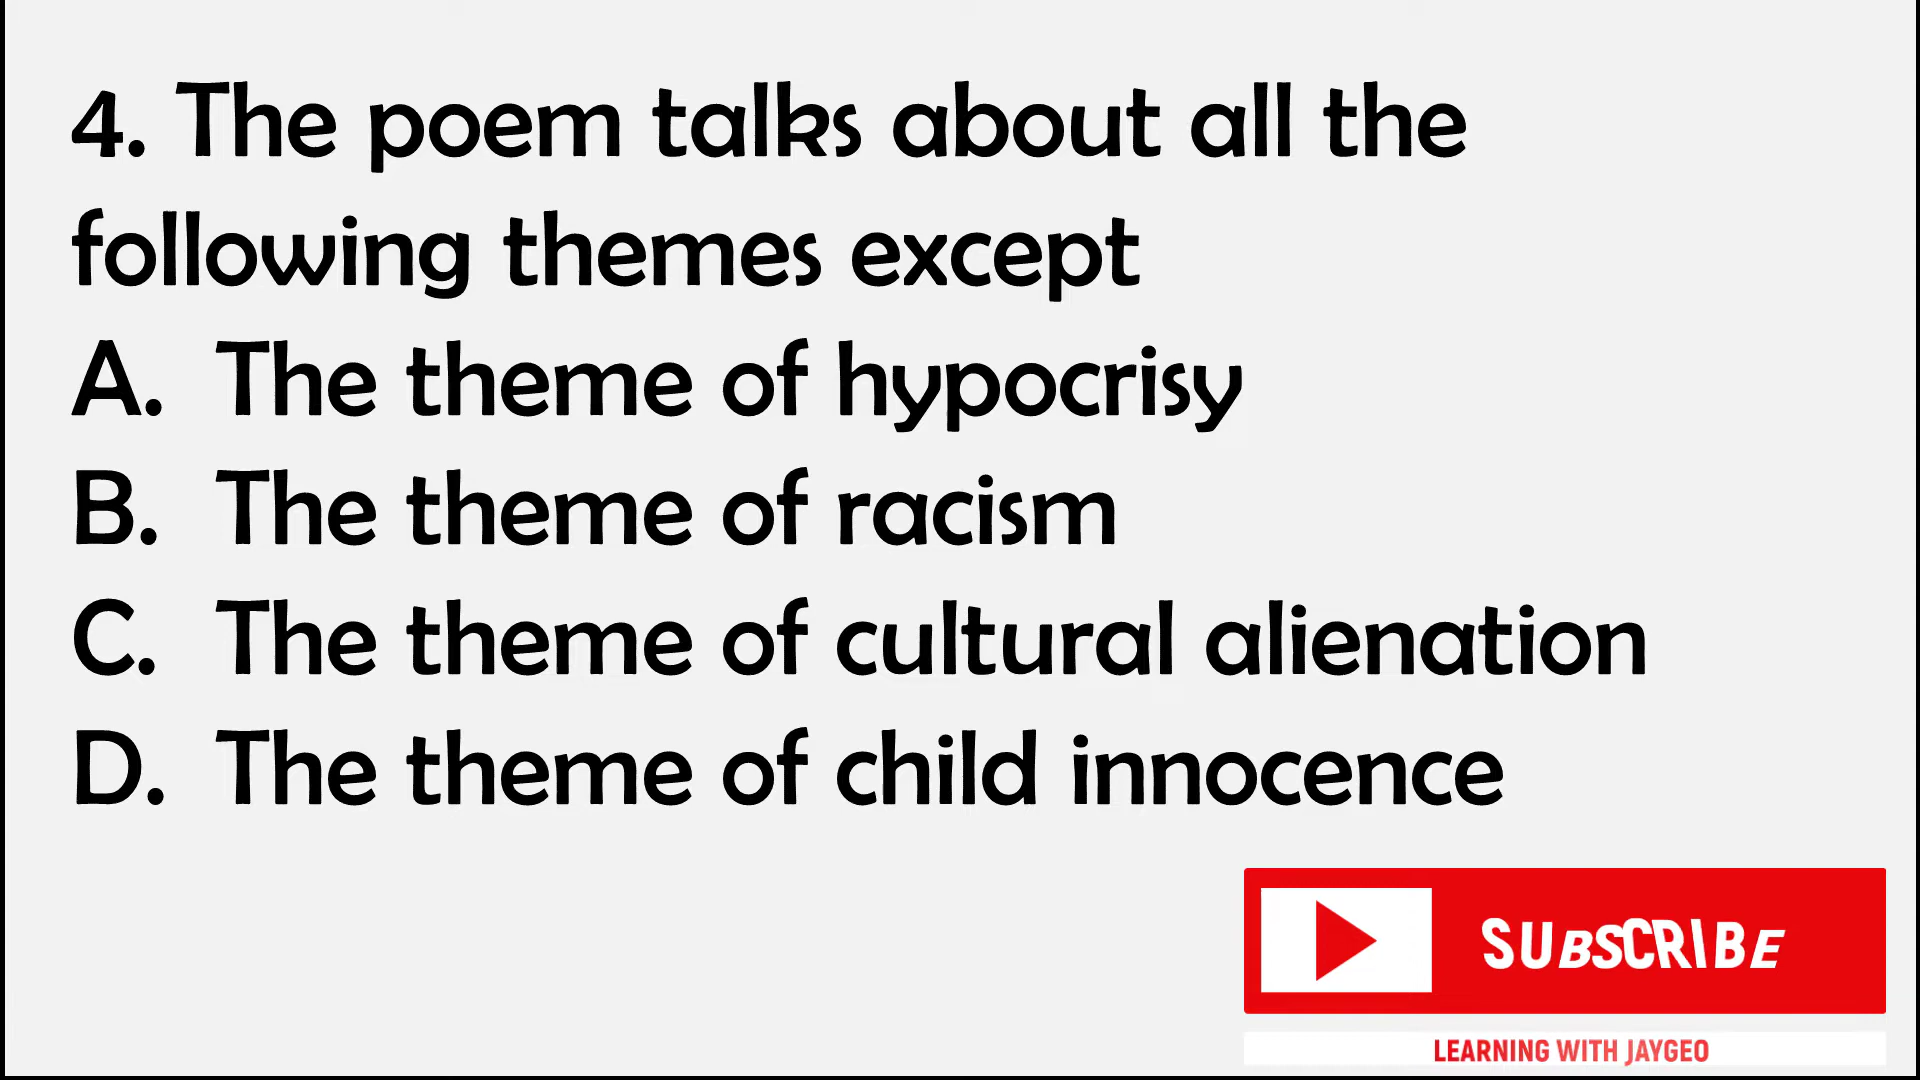 4. The poem talks about all the
following themes except
A. The theme of hypocrisy
B. The theme of racism
C. The theme of cultural alienation
D. The theme of child innocence
SUBSCRIBE
LEARNING WITH JAYGEO